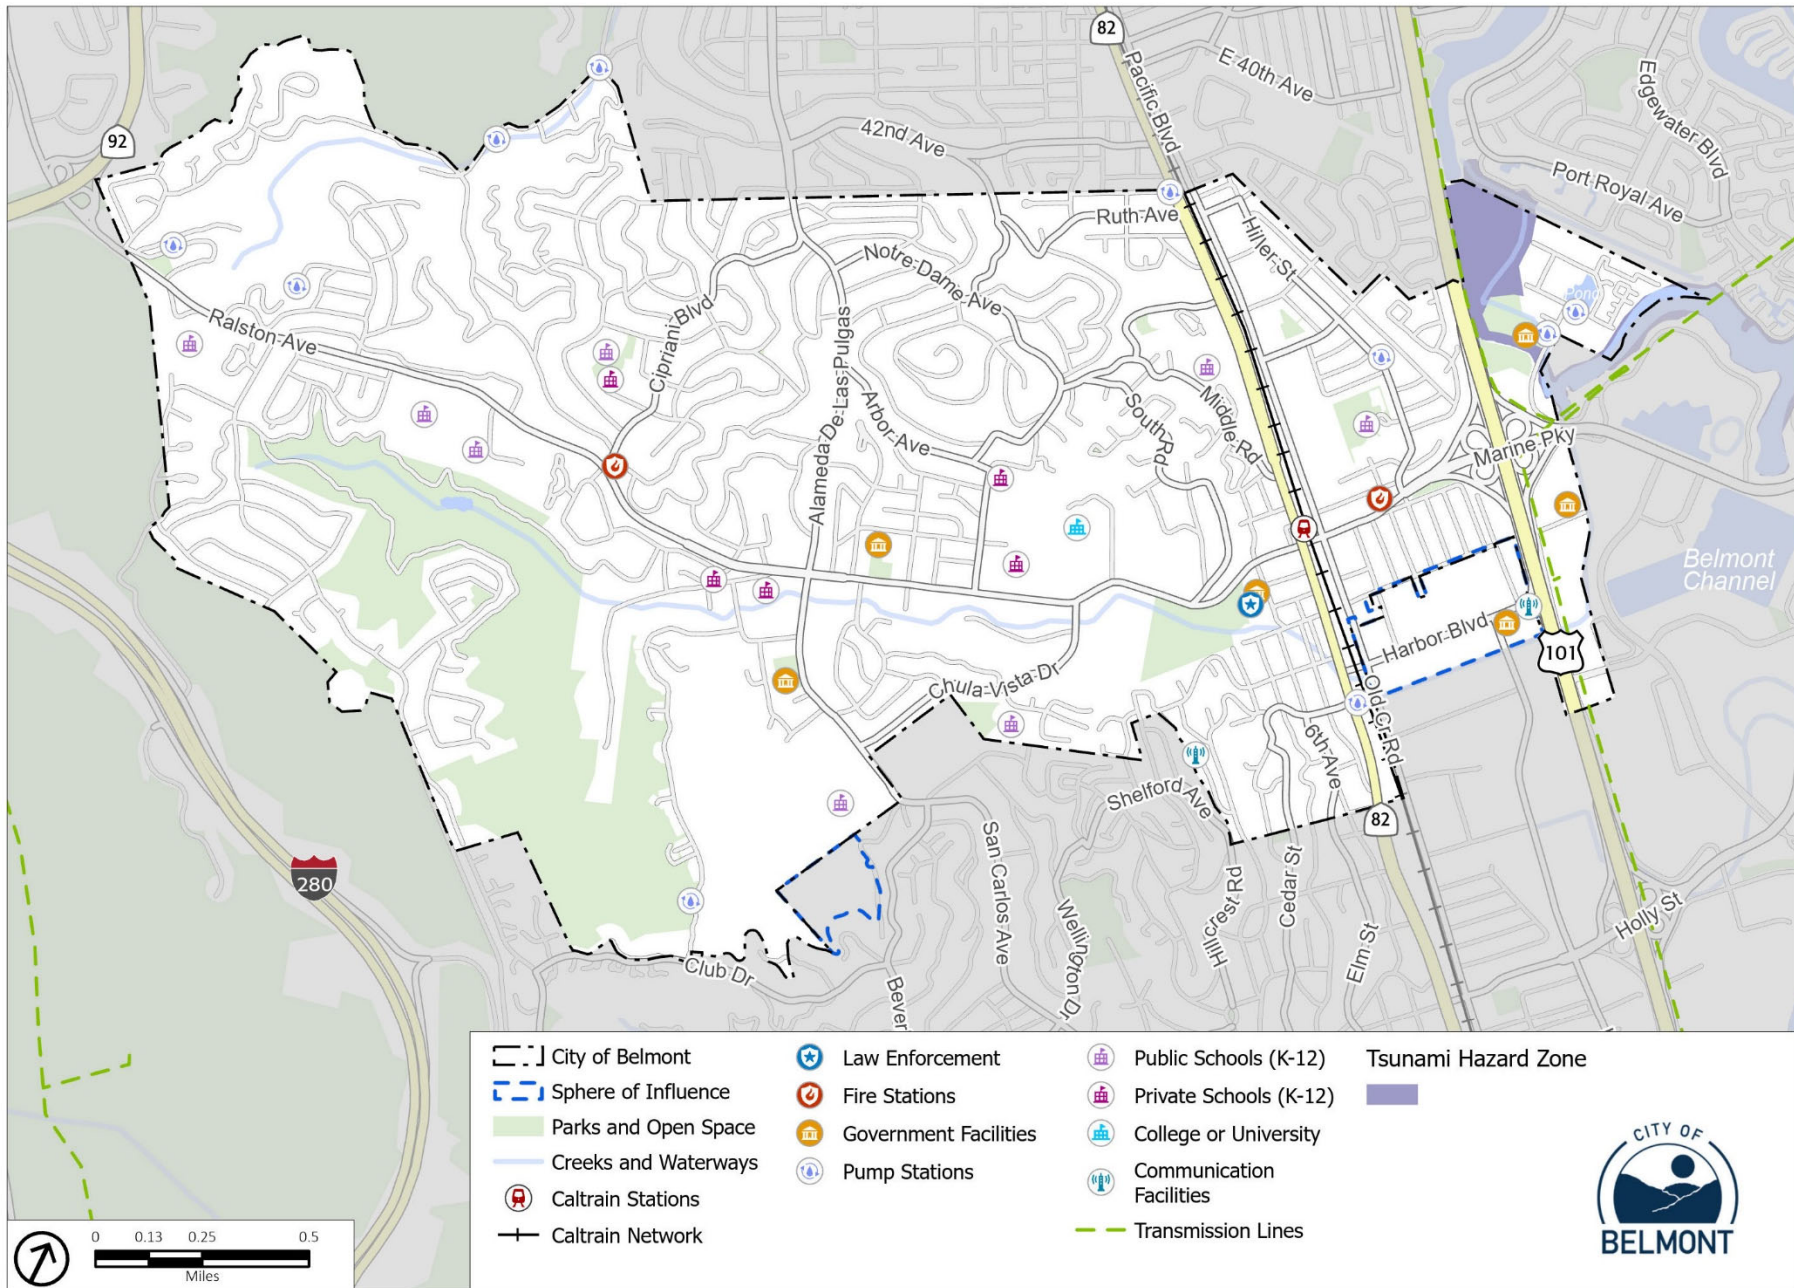 82
E 40th Ave
Edgewater Blvd
Pacific Blvd
92
42nd Ave
Port Royal Ave
Ruth Ave
Hiller St
Notre Dame Ave
Pond
Cipriani Blvd
Ralston Ave
Alameda De Las Pulgas
Arbor Ave
South Rd
Middle Rd
Marine Pky
Belmont
Channel
Harbor Blvd
101
Chula Vista Dr
Old Cr Rd
6th Ave
Shelford Ave
82
280
San Carlos Ave
Wellington Dr
Hillcrest Rd
Cedar St
Elm St
Holly St
Club Dr
Bever
City of Belmont
Sphere of Influence
Parks and Open Space
Creeks and Waterways
Caltrain Stations
Caltrain Network
Law Enforcement
Fire Stations
Government Facilities
Pump Stations
Public Schools (K-12)
Private Schools (K-12)
College or University
Communication
Facilities
Transmission Lines
Tsunami Hazard Zone
0 0.13 0.25 0.5
Miles
CITY OF
BELMONT